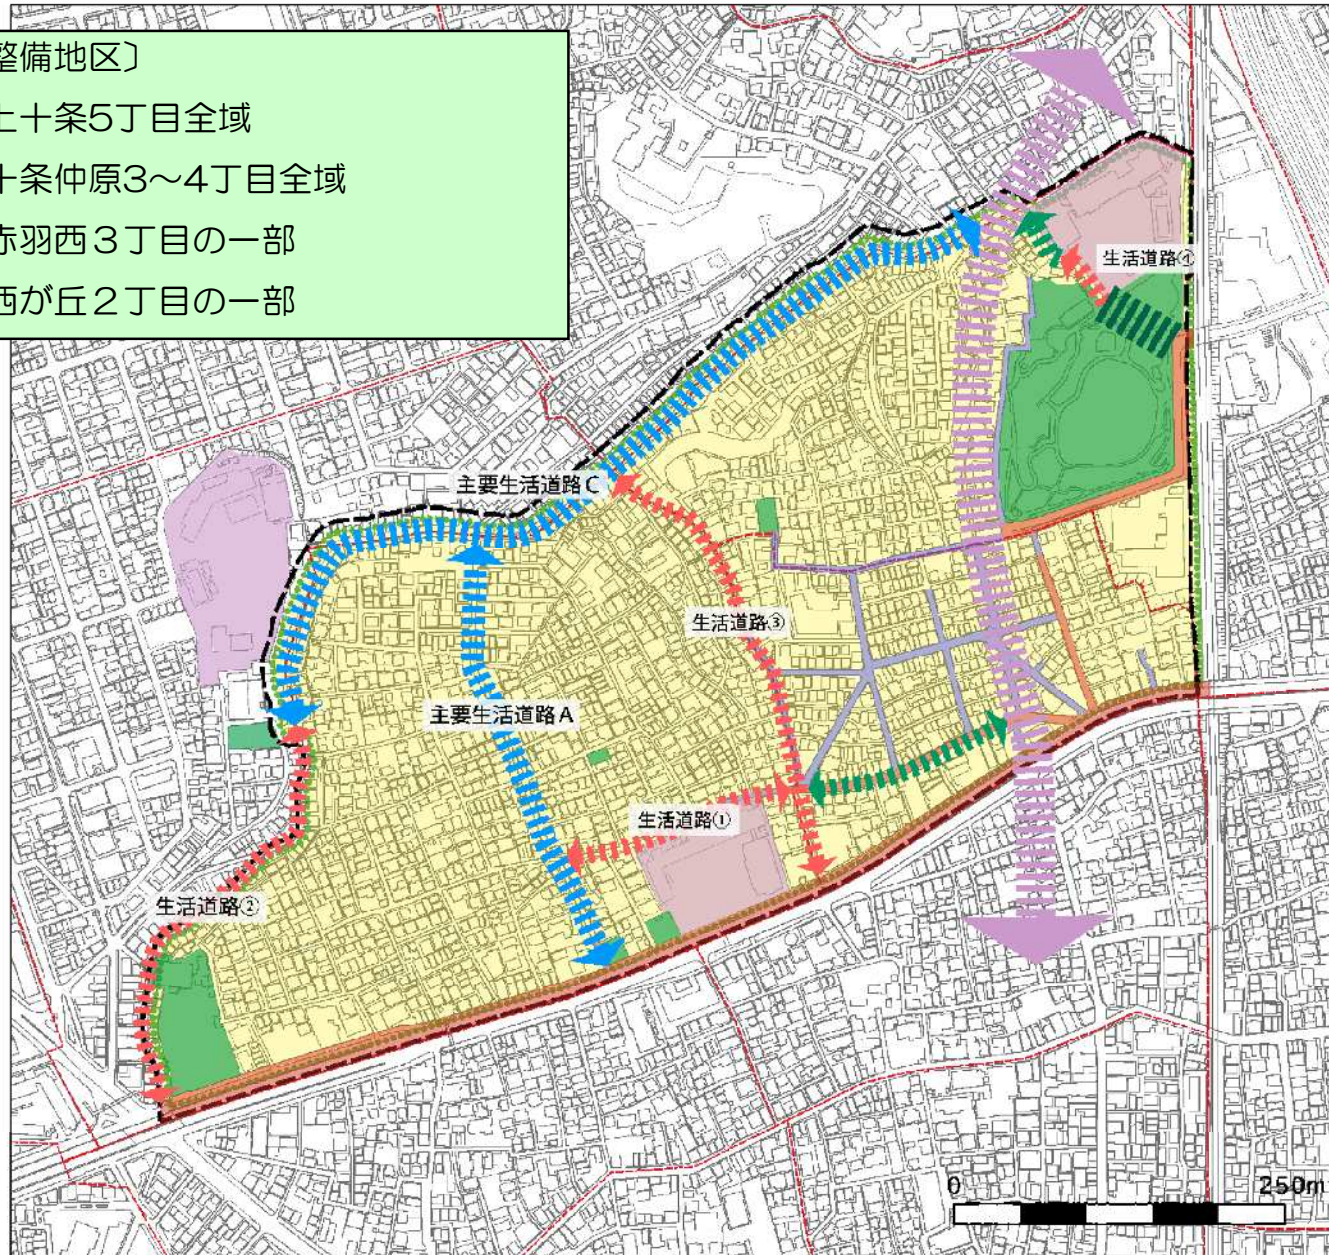 整備地区〕
上十条5丁目全域
十条仲原3〜4丁目全域
赤羽西３丁目の一部
西が丘２丁目の一部
生活道路④
主要生活道路C
生活道路③
主要生活道路A
生活道路①
生活道路②
0
250m